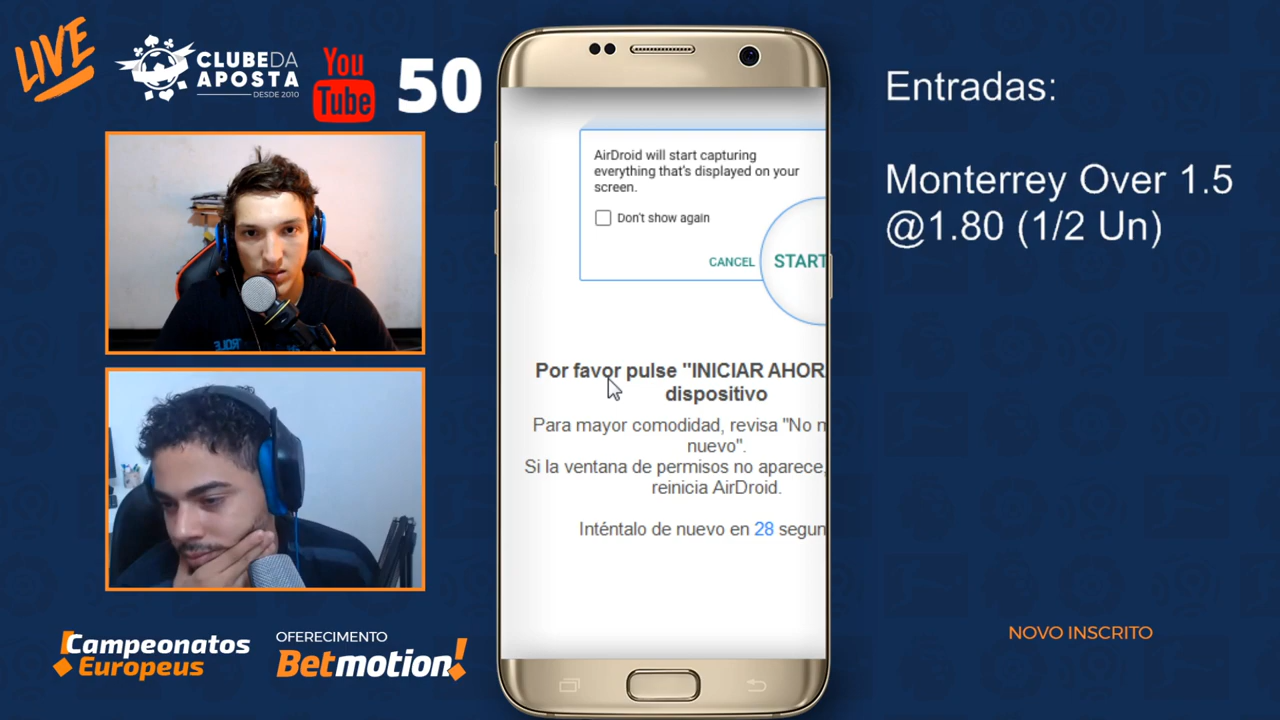 LIVE
CLUBEDA
APOSTA
DESDE 2010
You
Tube
50
Entradas:
Monterrey Over 1.5
@1.80 (1/2 Un)
AirDroid will start capturing
everything that's displayed on your
screen.
Don't show again
CANCEL
START
Por favor pulse "INICIAR AHOR
dispositivo
Para mayor comodidad, revisa "No
nuevo".
Si la ventana de permisos no aparece,
reinicia AirDroid.
Inténtalo de nuevo en 28 segun
Campeonatos
Europeus
OFERECIMENTO
Betmotion!
NOVO INSCRITO